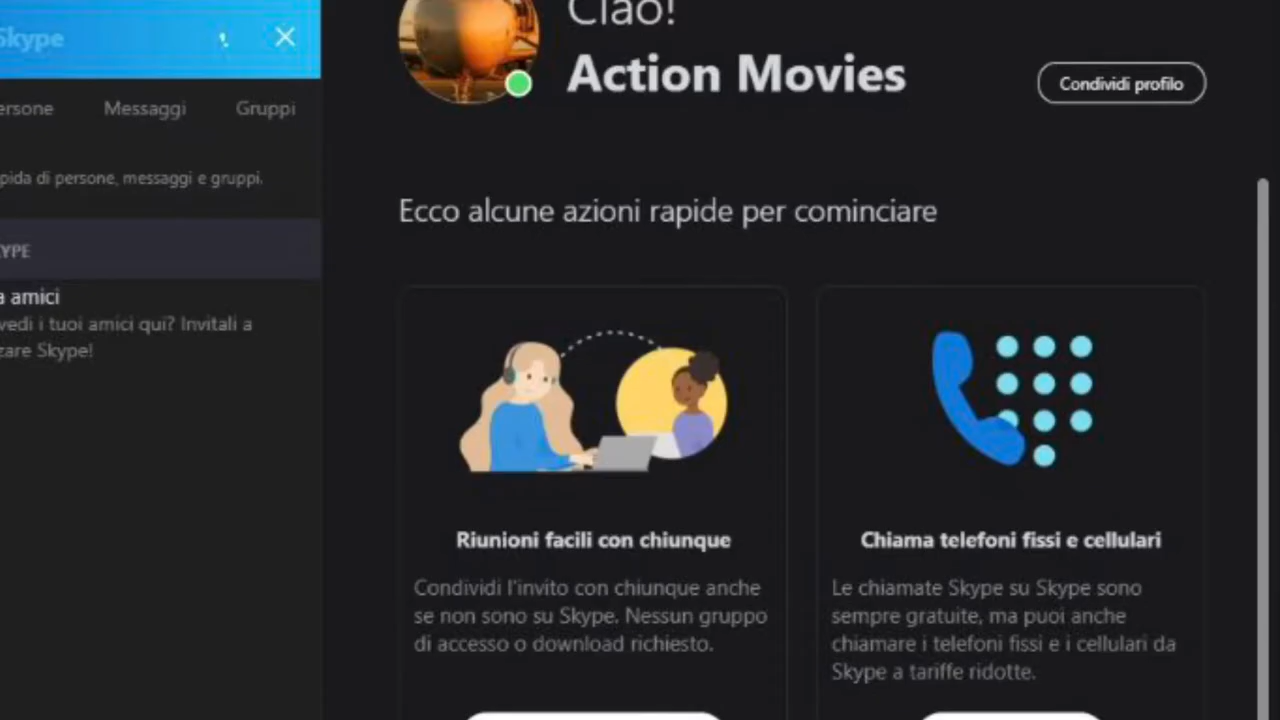 Skype
Ciao!
Action Movies
Condividi profilo
ersone Messaggi Gruppi
pida di persone, messaggi e gruppi.
Ecco alcune azioni rapide per cominciare
YPE
a amici
vedi i tuoi amici qui? Invitali a
zare Skype!
Riunioni facili con chiunque
Condividi l'invito con chiunque anche
se non sono su Skype. Nessun gruppo
di accesso o download richiesto.
Chiama telefoni fissi e cellulari
Le chiamate Skype su Skype sono
sempre gratuite, ma puoi anche
chiamare i telefoni fissi e i cellulari da
Skype a tariffe ridotte.